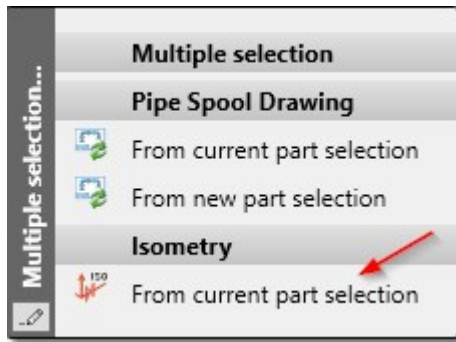 Multiple selection...
Multiple selection
Pipe Spool Drawing
From current part selection
From new part selection
Isometry
ISO
From current part selection